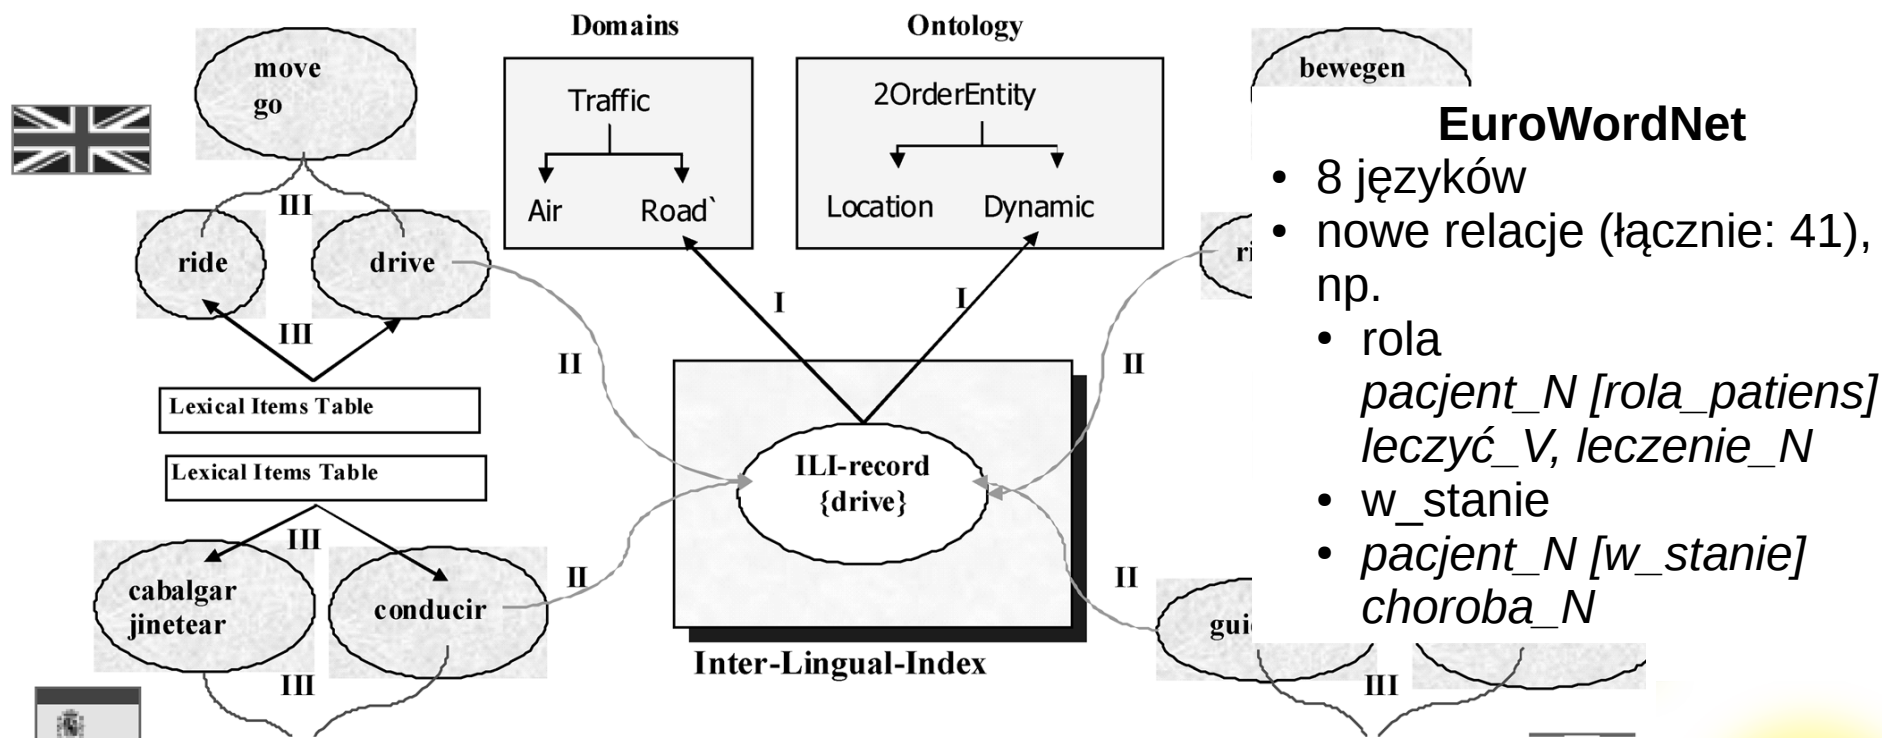 Domains
Ontology
move
go
bewegen
Traffic
2OrderEntity
Air
Road`
Location
Dynamic
III
ride
drive
III
I
I
II
II
Lexical Items Table
Lexical Items Table
ILI-record
{drive}
III
cabalgar
jinetear
conducir
II
II
Inter-Lingual-Index
III
III
EuroWordNet
• 8 języków
• nowe relacje (łącznie: 41),
np.
• rola
pacjent_N [rola_patiens]
leczyć_V, leczenie_N
• w_stanie
• pacjent_N [w_stanie]
choroba_N